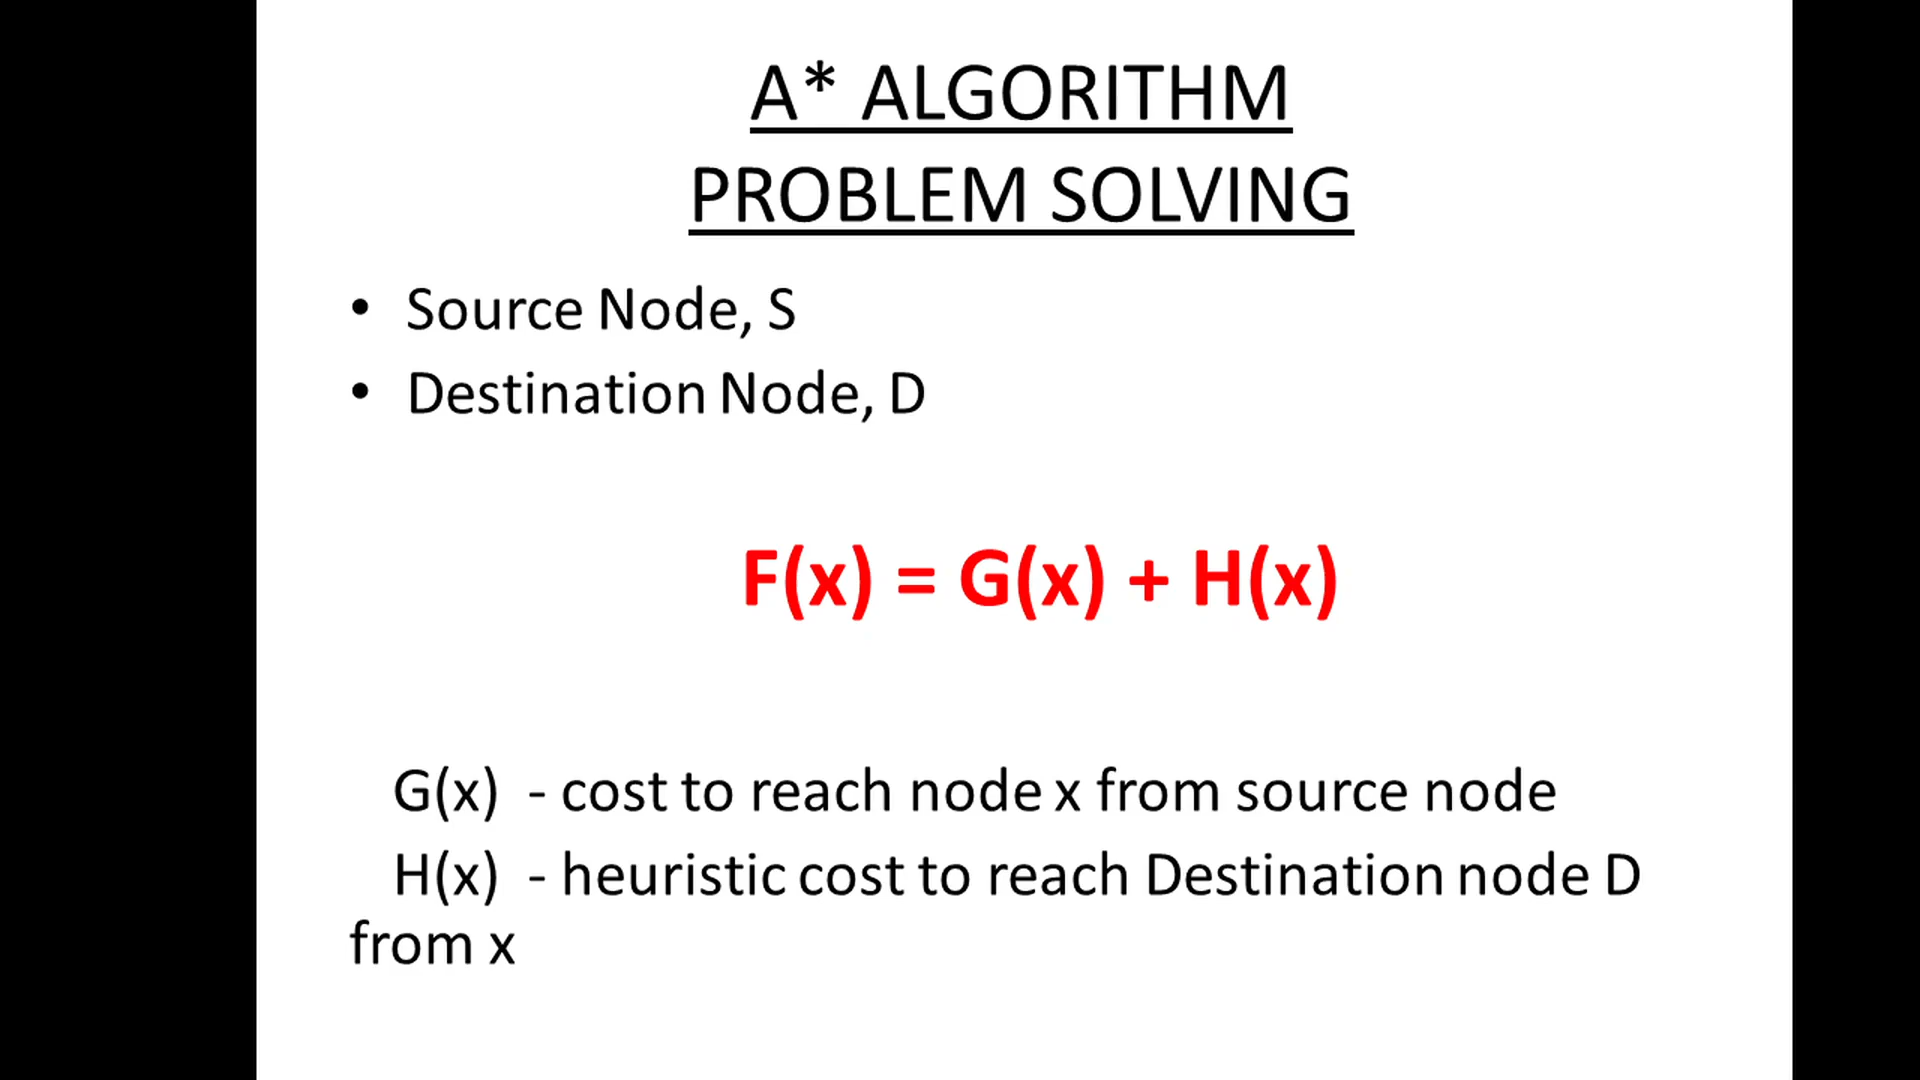 A* ALGORITHM
PROBLEM SOLVING
• Source Node, S
• Destination Node, D
F(x) = G(x) + H(x)
G(x) - cost to reach node x from source node
H(x) - heuristic cost to reach Destination node D
from x